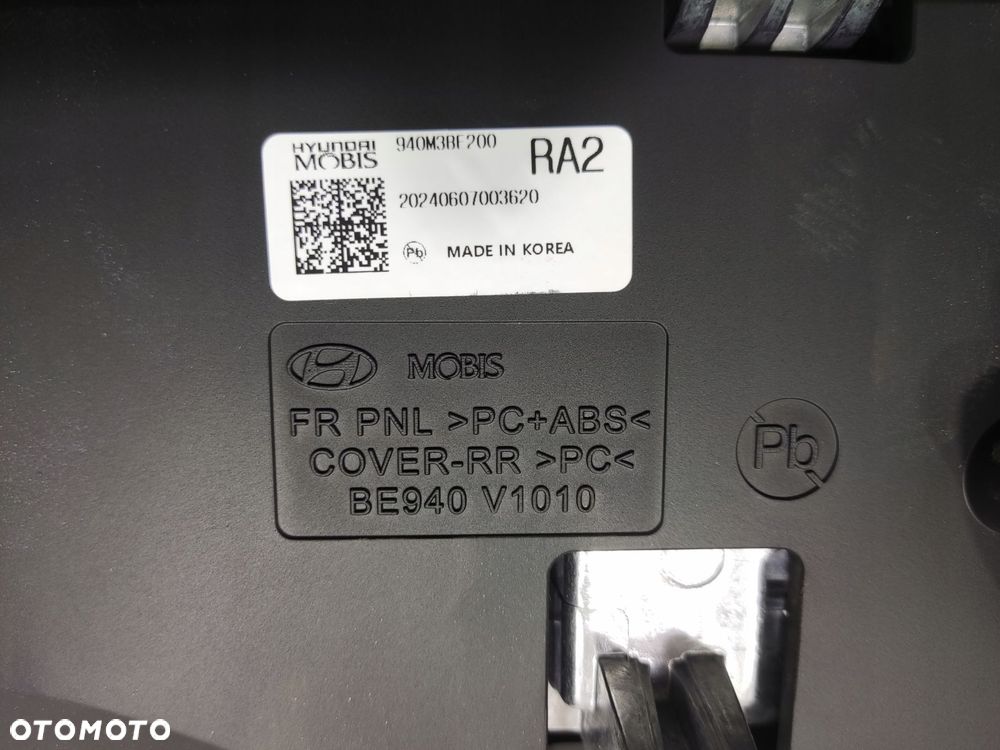 HYUNDAI
MOBIS
940M3BE200
RA2
20240607003620
Pb
MADE IN KOREA
MOBIS
FR PNL >PC+ABS<
COVER-RR >PC<
BE940 V1010
Pb
OTOMOTO